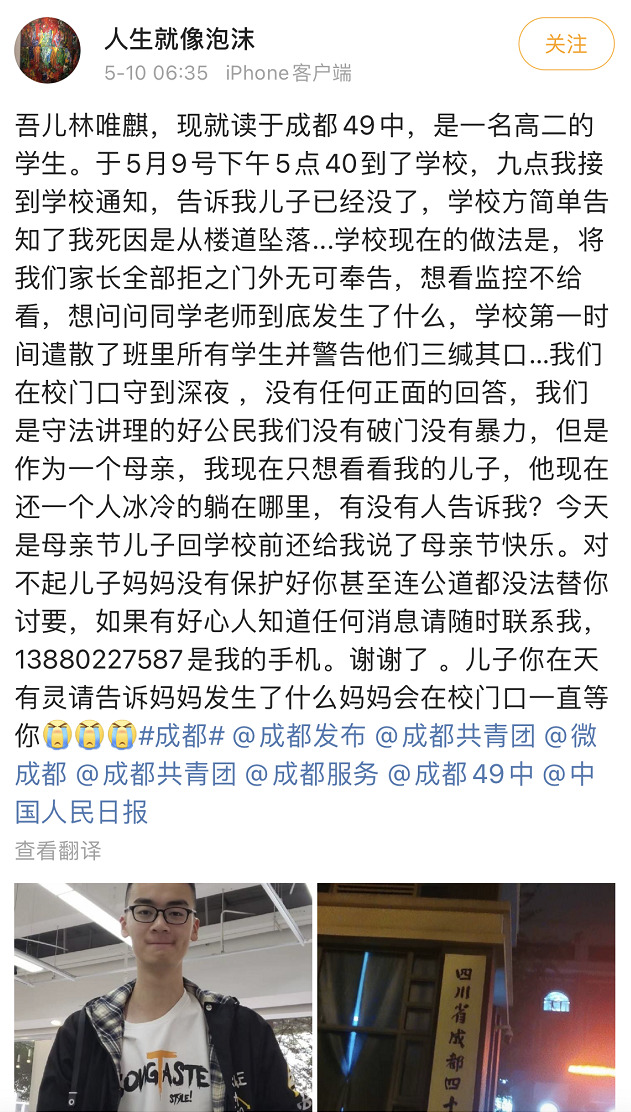 人生就像泡沫
关注
5-10 06:35 iPhone客户端
吾儿林唯麒，现就读于成都49中，是一名高二的
学生。于5月9号下午5点40到了学校，九点我接
到学校通知，告诉我儿子已经没了，学校方简单告
知了我死因是从楼道坠落...学校现在的做法是，将
我们家长全部拒之门外无可奉告，想看监控不给
看，想问问同学老师到底发生了什么，学校第一时
间遣散了班里所有学生并警告他们三缄其口...我们
在校门口守到深夜 ，没有任何正面的回答，我们
是守法讲理的好公民我们没有破门没有暴力，但是
作为一个母亲，我现在只想看看我的儿子，他现在
还一个人冰冷的躺在哪里，有没有人告诉我？今天
是母亲节儿子回学校前还给我说了母亲节快乐。对
不起儿子妈妈没有保护好你甚至连公道都没法替你
讨要，如果有好心人知道任何消息请随时联系我，
13880227587是我的手机。谢谢了 。儿子你在天
有灵请告诉妈妈发生了什么妈妈会在校门口一直等
你😭😭😭#成都# @成都发布 @成都共青团 @微
成都 @成都共青团 @成都服务 @成都49中 @中
国人民日报
查看翻译
STYLE!
四川省成都四十